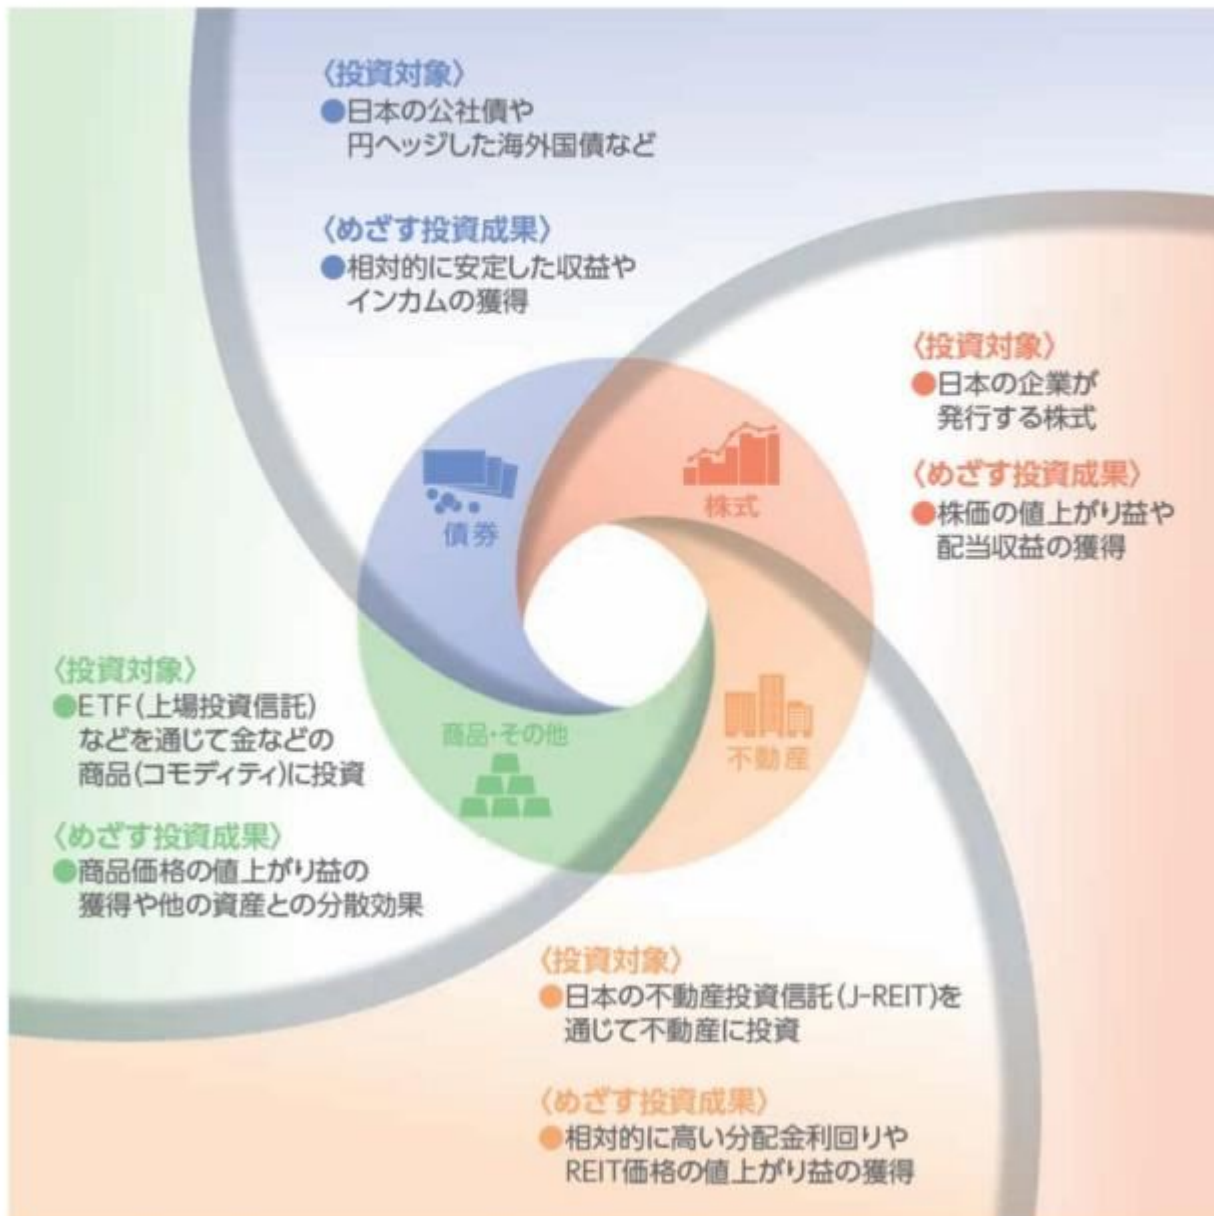 〈投資対象〉
●日本の公社債や
円ヘッジした海外国債など
〈めざす投資成果〉
●相対的に安定した収益や
インカムの獲得
〈投資対象〉
●日本の企業が
発行する株式
〈めざす投資成果〉
●株価の値上がり益や
配当収益の獲得
債券
株式
商品・その他
不動産
〈投資対象〉
●ETF(上場投資信託)
などを通じて金などの
商品(コモディティ)に投資
〈めざす投資成果〉
●商品価格の値上がり益の
獲得や他の資産との分散効果
〈投資対象〉
●日本の不動産投資信託(J-REIT)を
通じて不動産に投資
〈めざす投資成果〉
●相対的に高い分配金利回りや
REIT価格の値上がり益の獲得